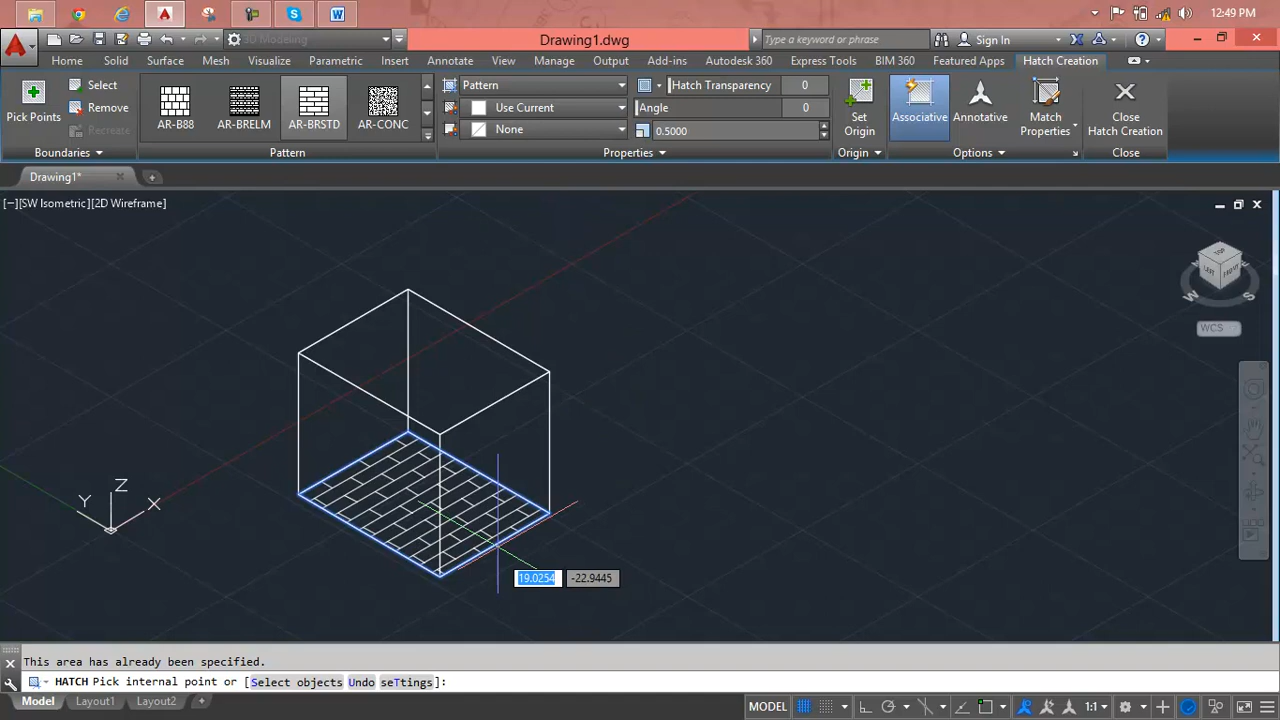 12:49 PM
3D Modeling
Drawing1.dwg
Type a keyword or phrase
Sign In
Home Solid Surface Mesh Visualize Parametric Insert Annotate View Manage Output Add-ins Autodesk 360 Express Tools BIM 360 Featured Apps Hatch Creation
Pick Points
Select
Remove
Recreate
Boundaries
AR-B88
AR-BRELM
AR-BRSTD
AR-CONC
Pattern
Pattern
Use Current
None
Hatch Transparency 0
Angle 0
0.5000
Properties
Set
Origin
Origin
Associative
Annotative
Match
Properties
Options
Close
Hatch Creation
Close
Drawing1*
[−][SW Isometric][2D Wireframe]
TOP
LEFT
FRONT
W
S
WCS
Z
Y
X
19.0254 -22.9445
This area has already been specified.
HATCH Pick internal point or [Select objects Undo seTtings]:
Model Layout1 Layout2 +
MODEL
1:1